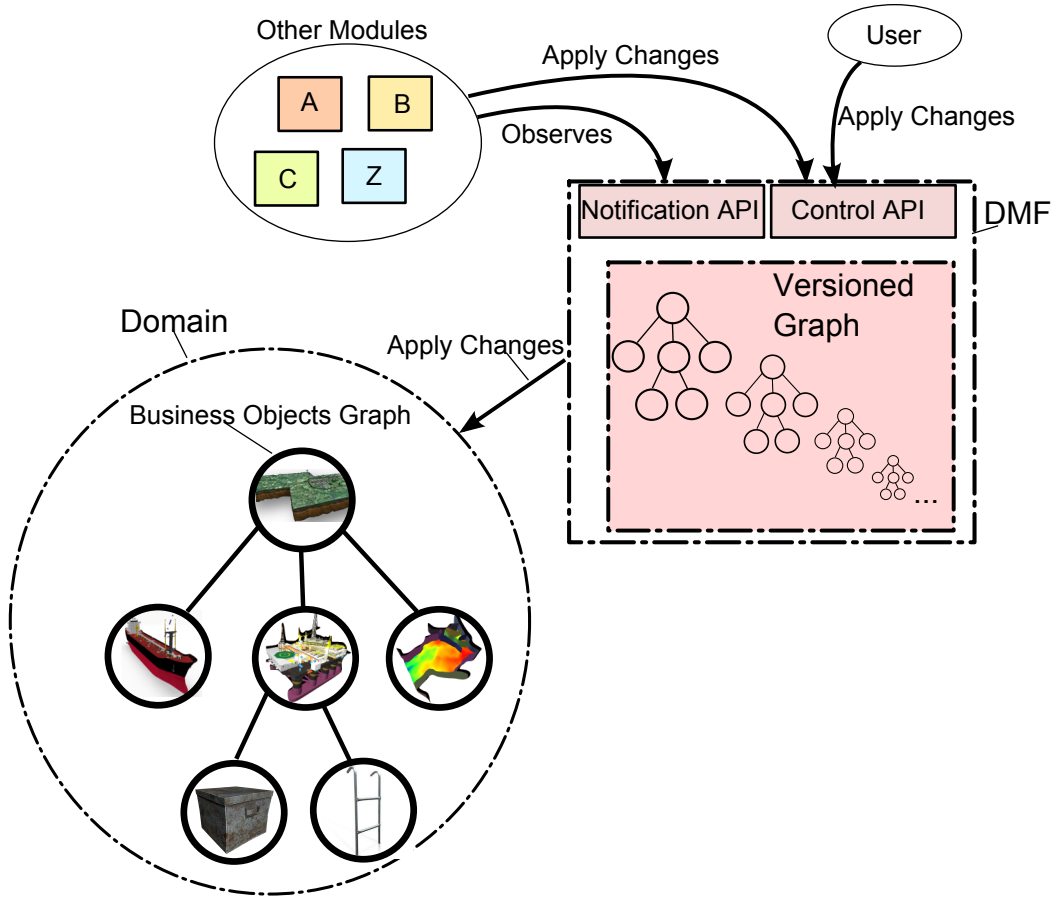 Other Modules
User
Apply Changes
A
B
Apply Changes
Observes
C
Z
Notification API
Control API
DMF
Versioned
Graph
Domain
Apply Changes
Business Objects Graph
...